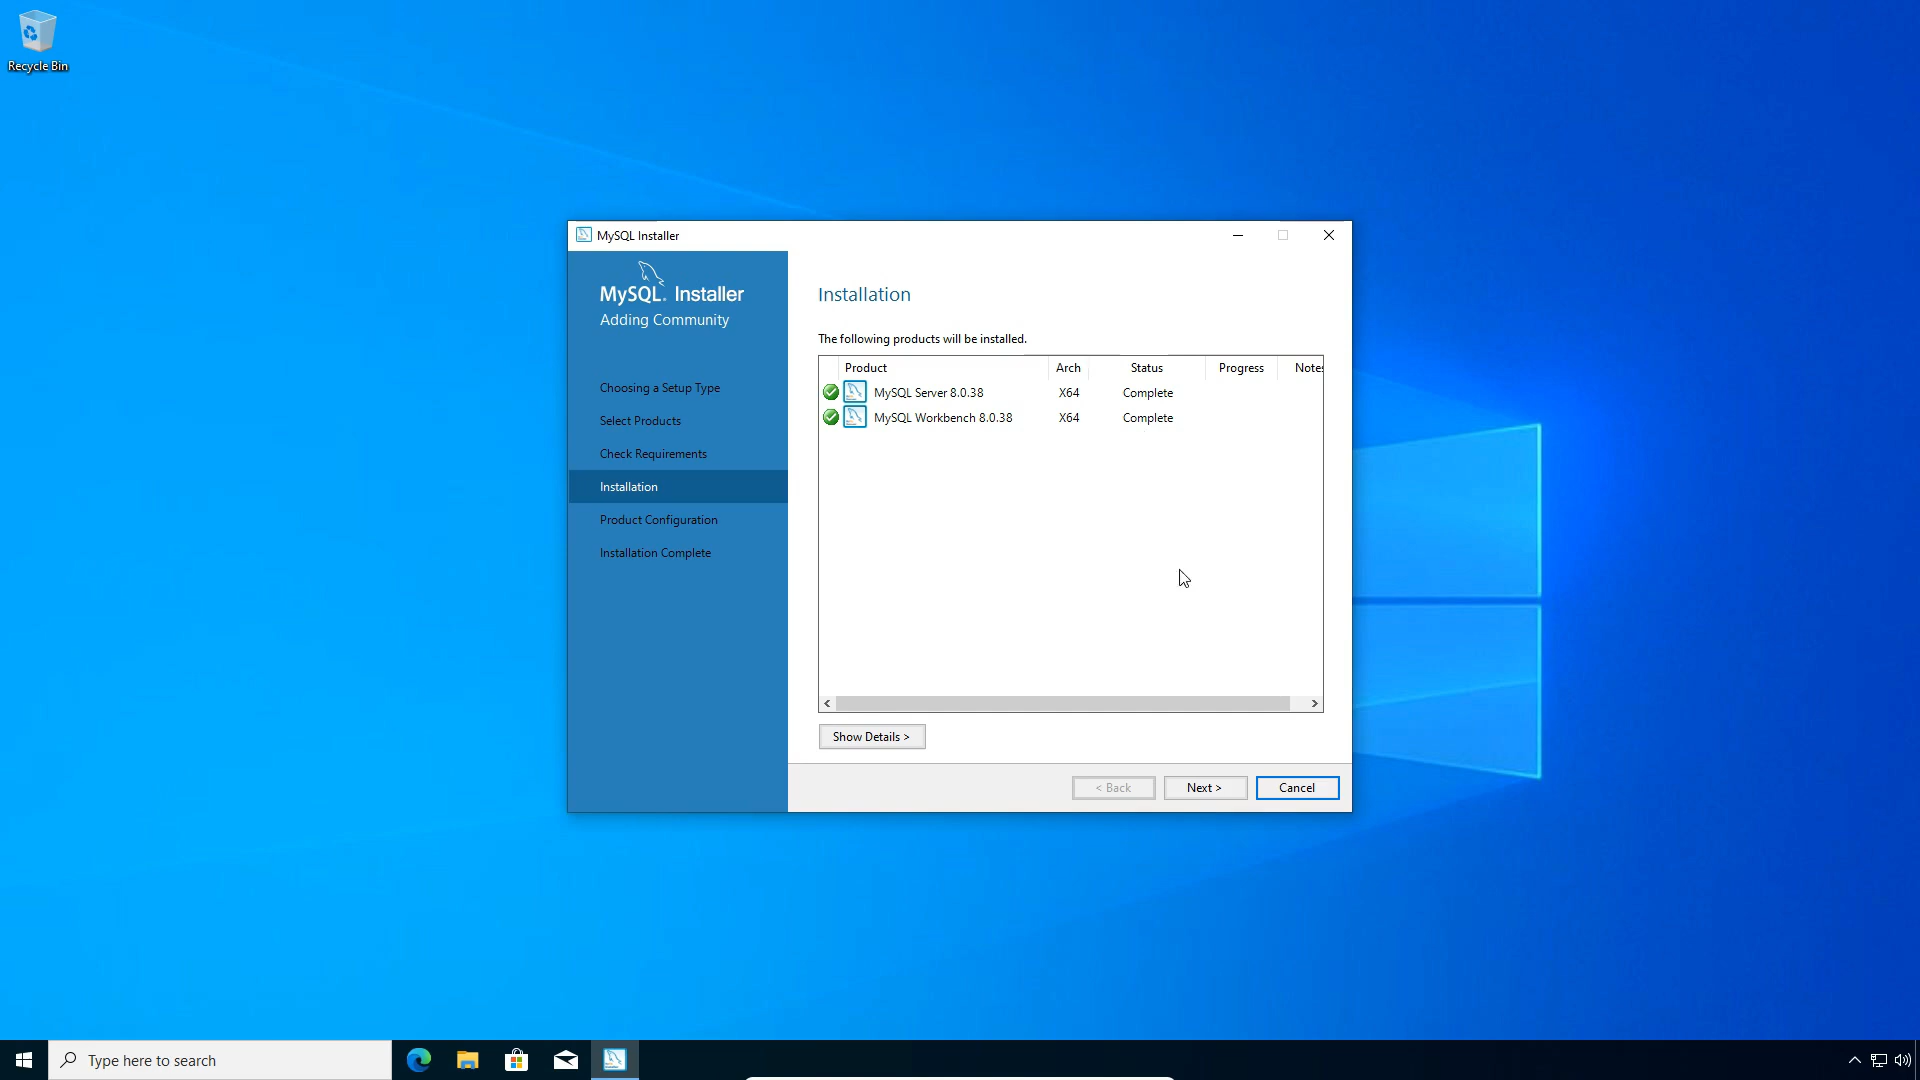 Recycle Bin
MySQL Installer
MySQL. Installer
Adding Community
Choosing a Setup Type
Select Products
Check Requirements
Installation
Product Configuration
Installation Complete
Installation
The following products will be installed.
Product Arch Status Progress Notes
MySQL Server 8.0.38 X64 Complete
MySQL Workbench 8.0.38 X64 Complete
Show Details >
< Back Next > Cancel
Type here to search